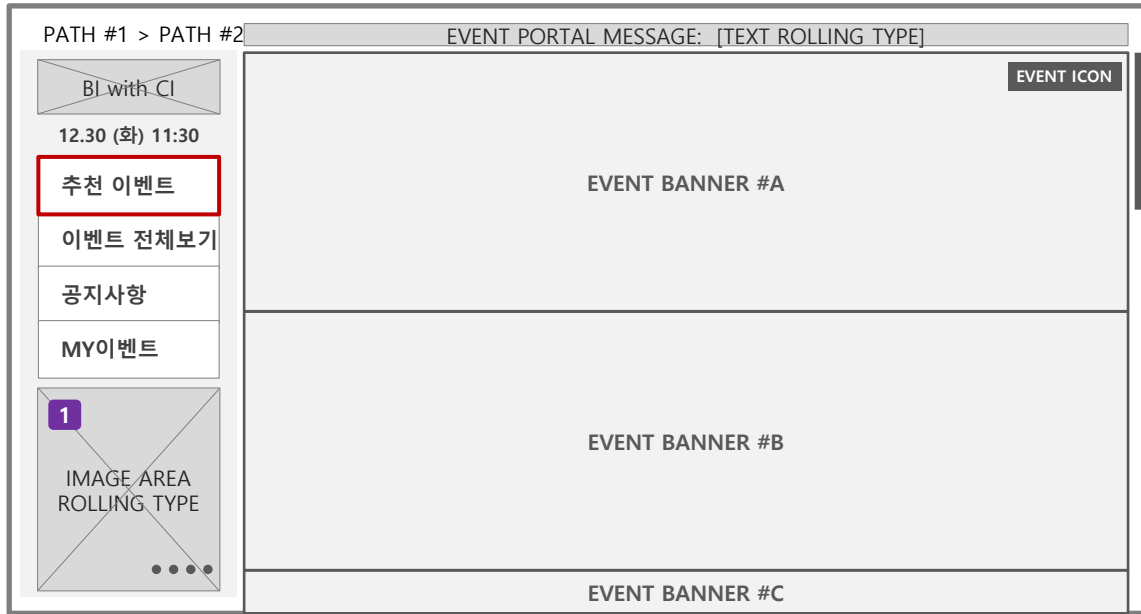 PATH #1 > PATH #2
EVENT PORTAL MESSAGE: [TEXT ROLLING TYPE]
BI with CI
12.30 (화) 11:30
추천 이벤트
이벤트 전체보기
공지사항
MY이벤트
1
IMAGE AREA
ROLLING TYPE
EVENT ICON
EVENT BANNER #A
EVENT BANNER #B
EVENT BANNER #C